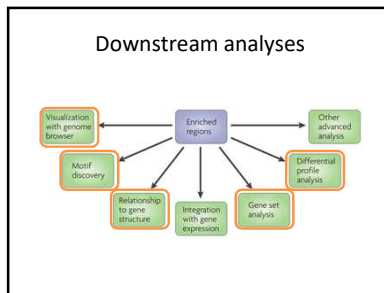 Downstream analyses
Visualization
with genome
browser
Enriched
regions
Other
advanced
analysis
Motif
discovery
Differential
profile
analysis
Relationship
to gene
structure
Integration
with gene
expression
Gene set
analysis